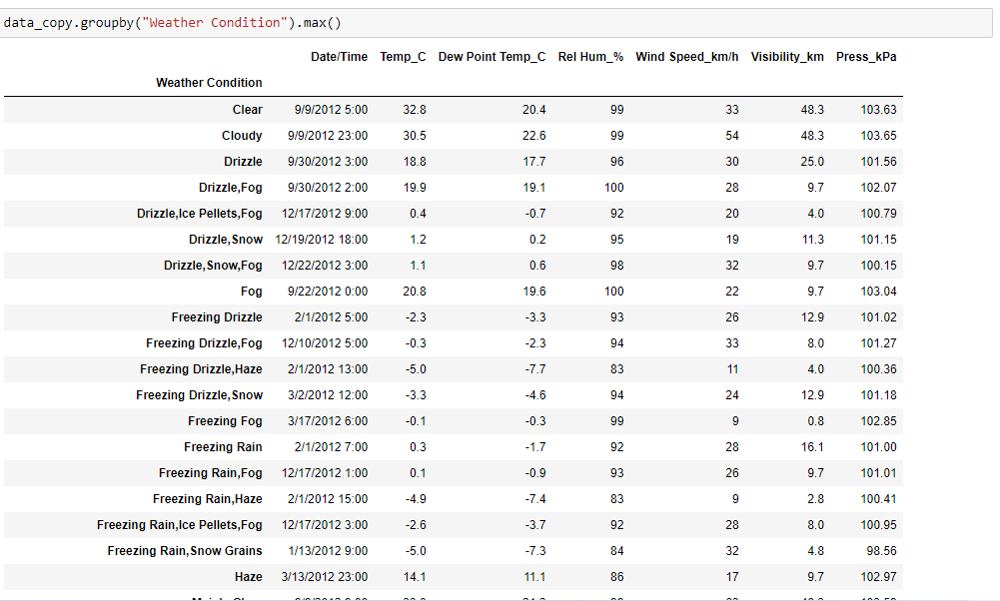 data_copy.groupby("Weather Condition").max()
Date/Time Temp_C Dew Point Temp_C Rel Hum_% Wind Speed_km/h Visibility_km Press_kPa
Weather Condition
Clear 9/9/2012 5:00 32.8 20.4 99 33 48.3 103.63
Cloudy 9/9/2012 23:00 30.5 22.6 99 54 48.3 103.65
Drizzle 9/30/2012 3:00 18.8 17.7 96 30 25.0 101.56
Drizzle,Fog 9/30/2012 2:00 19.9 19.1 100 28 9.7 102.07
Drizzle,Ice Pellets,Fog 12/17/2012 9:00 0.4 -0.7 92 20 4.0 100.79
Drizzle,Snow 12/19/2012 18:00 1.2 0.2 95 19 11.3 101.15
Drizzle,Snow,Fog 12/22/2012 3:00 1.1 0.6 98 32 9.7 100.15
Fog 9/22/2012 0:00 20.8 19.6 100 22 9.7 103.04
Freezing Drizzle 2/1/2012 5:00 -2.3 -3.3 93 26 12.9 101.02
Freezing Drizzle,Fog 12/10/2012 5:00 -0.3 -2.3 94 33 8.0 101.27
Freezing Drizzle,Haze 2/1/2012 13:00 -5.0 -7.7 83 11 4.0 100.36
Freezing Drizzle,Snow 3/2/2012 12:00 -3.3 -4.6 94 24 12.9 101.18
Freezing Fog 3/17/2012 6:00 -0.1 -0.3 99 9 0.8 102.85
Freezing Rain 2/1/2012 7:00 0.3 -1.7 92 28 16.1 101.00
Freezing Rain,Fog 12/17/2012 1:00 0.1 -0.9 93 26 9.7 101.01
Freezing Rain,Haze 2/1/2012 15:00 -4.9 -7.4 83 9 2.8 100.41
Freezing Rain,Ice Pellets,Fog 12/17/2012 3:00 -2.6 -3.7 92 28 8.0 100.95
Freezing Rain,Snow Grains 1/13/2012 9:00 -5.0 -7.3 84 32 4.8 98.56
Haze 3/13/2012 23:00 14.1 11.1 86 17 9.7 102.97